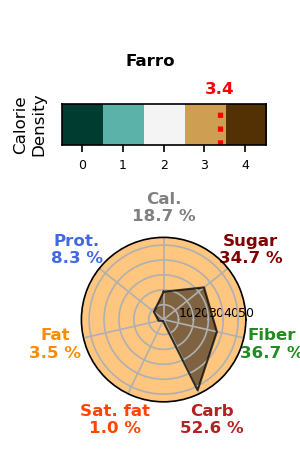 Farro
3.4
Calorie
Density
0 1 2 3 4
Cal.
18.7 %
Prot.
8.3 %
Sugar
34.7 %
10 20 30 40 50
Fat
3.5 %
Fiber
36.7 %
Sat. fat
1.0 %
Carb
52.6 %